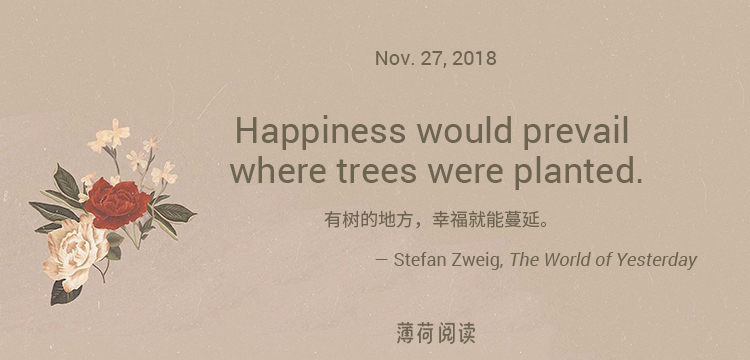 Nov. 27, 2018
Happiness would prevail
where trees were planted.
有树的地方，幸福就能蔓延。
— Stefan Zweig, The World of Yesterday
薄荷阅读